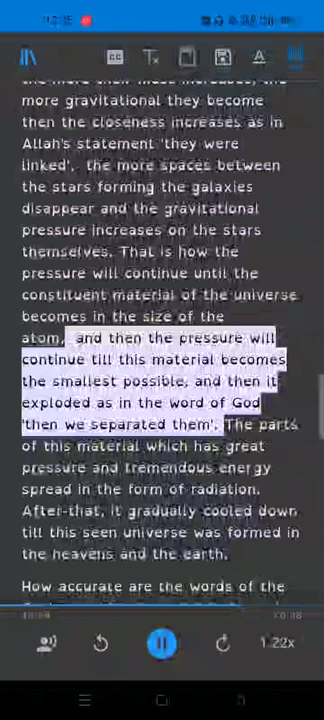 more gravitational they become
then the closeness increases as in
Allah's statement 'they were
linked'. the more spaces between
the stars forming the galaxies
disappear and the gravitational
pressure increases on the stars
themselves. That is how the
pressure will continue until the
constituent material of the universe
becomes in the size of the
atom, and then the pressure will
continue till this material becomes
the smallest possible, and then it
exploded as in the word of God
'then we separated them'. The parts
of this material which has great
pressure and tremendous energy
spread in the form of radiation.
After-that, it gradually cooled down
till this seen universe was formed in
the heavens and the earth.
How accurate are the words of the
1.22x